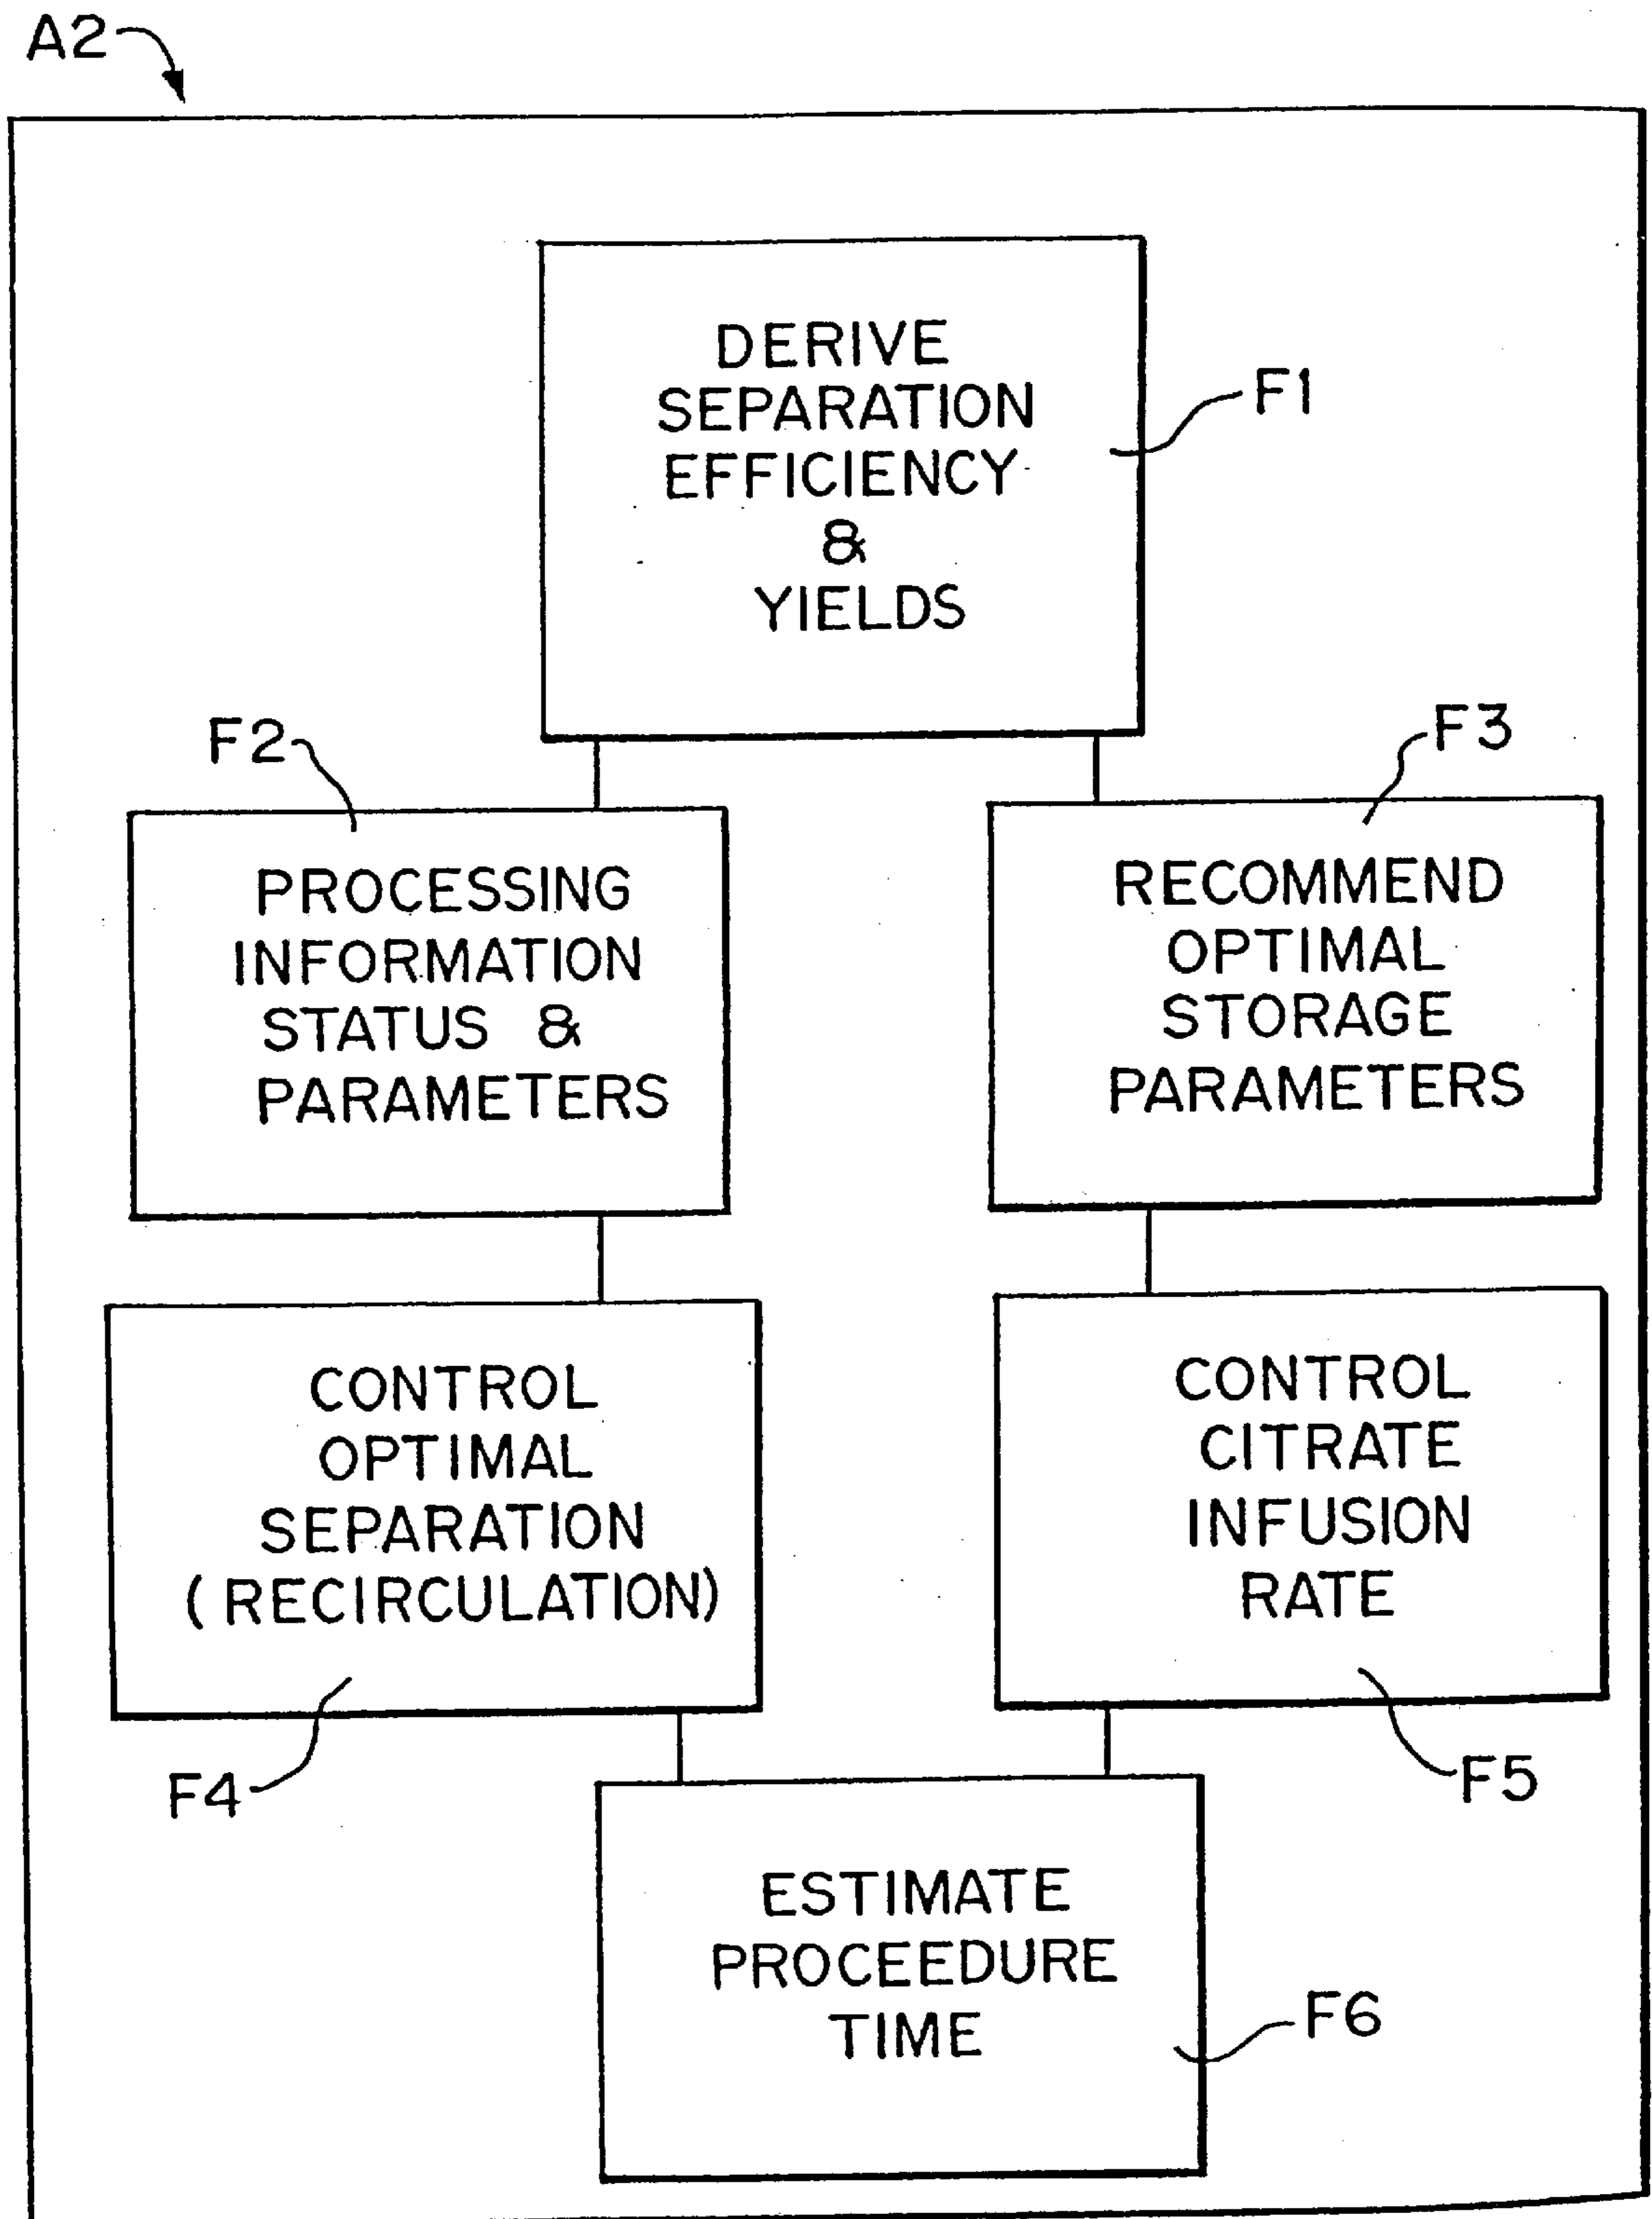 A2
DERIVE
SEPARATION
EFFICIENCY
&
YIELDS
F1
F2
F3
PROCESSING
INFORMATION
STATUS &
PARAMETERS
RECOMMEND
OPTIMAL
STORAGE
PARAMETERS
CONTROL
OPTIMAL
SEPARATION
(RECIRCULATION)
CONTROL
CITRATE
INFUSION
RATE
F4
F5
ESTIMATE
PROCEEDURE
TIME
F6